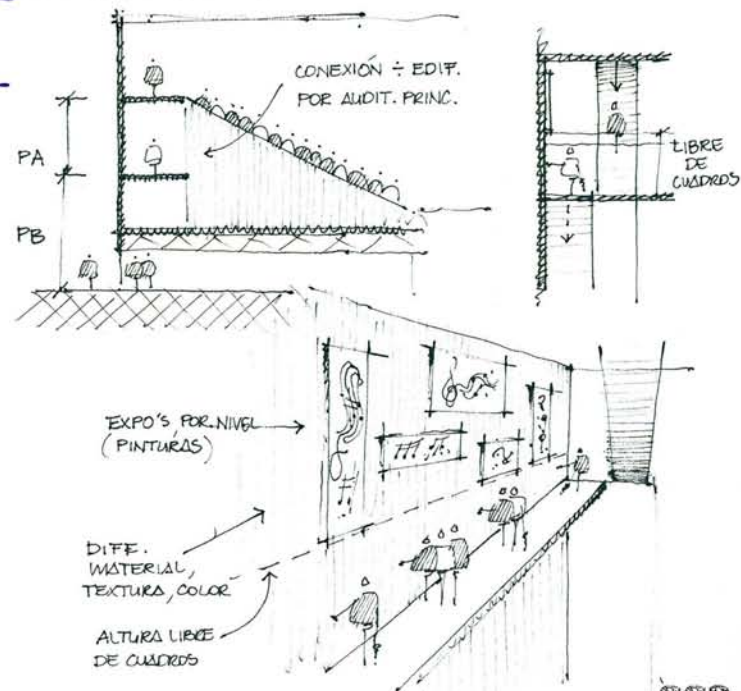 CONEXIÓN ÷ EDIF.
POR AUDIT. PRINC.
PA
PB
LIBRE
DE
CUADROS
EXPO'S POR NIVEL
(PINTURAS)
DIFF.
MATERIAL,
TEXTURA, COLOR
ALTURA LIBRE
DE CUADROS